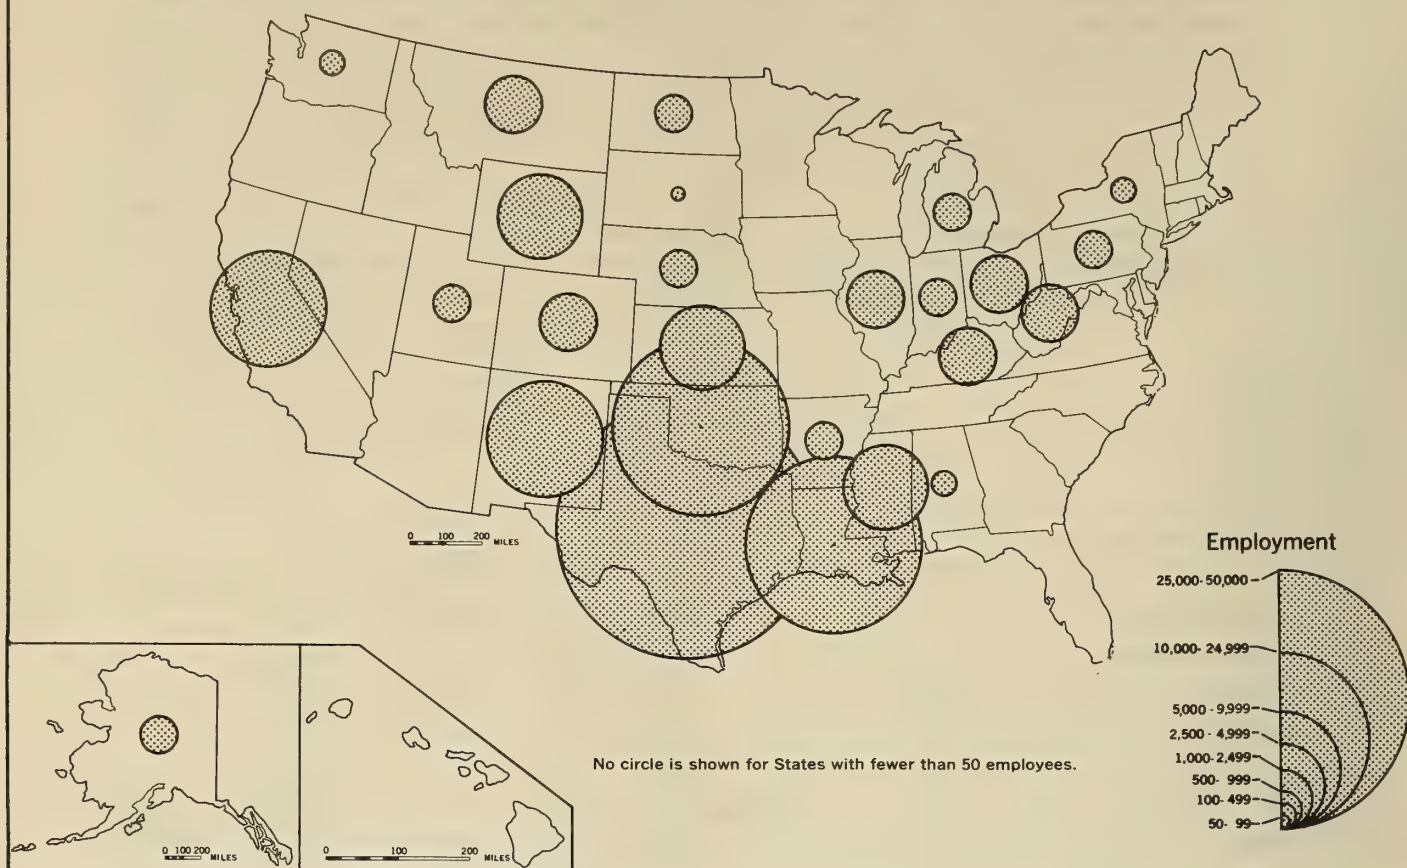 0 100 200 MILES
Employment
25,000-50,000
10,000- 24,999
5,000 - 9,999
2,500 - 4,999
1,000- 2,499
500- 999
100- 499
50- 99
No circle is shown for States with fewer than 50 employees.
0 100 200 MILES
0 100 200 MILES